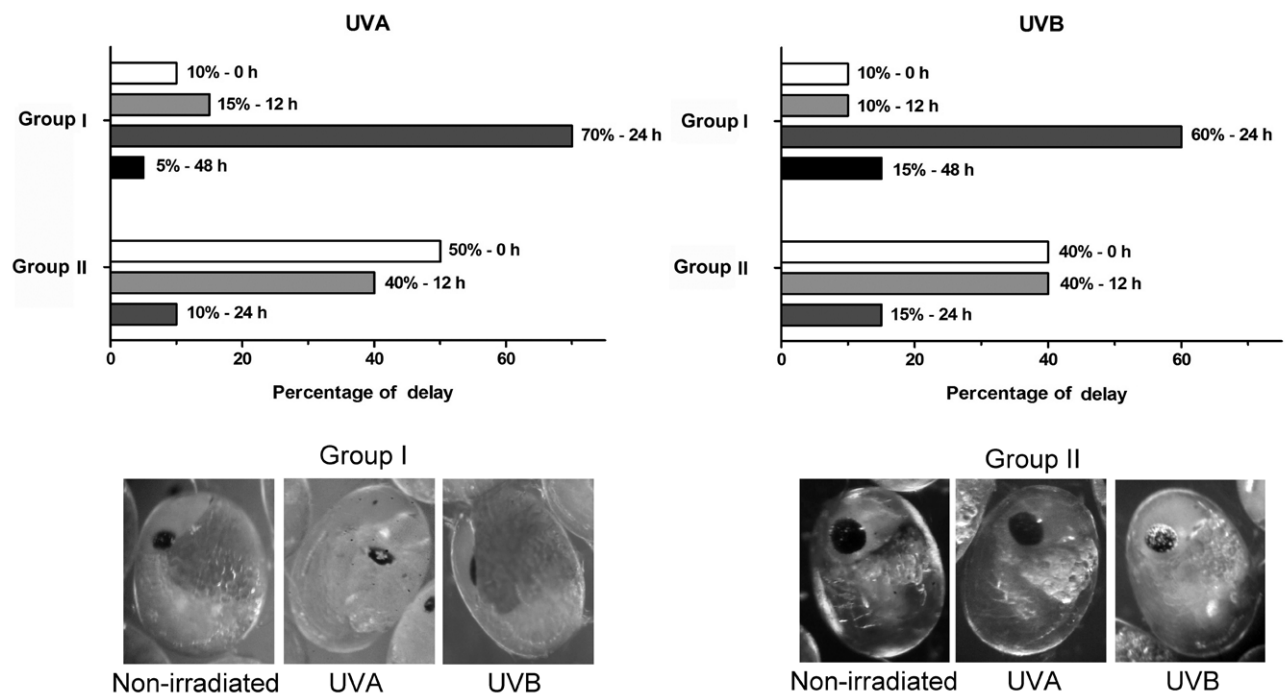 UVA
Group I
10% - 0 h
15% - 12 h
70% - 24 h
5% - 48 h
Group II
50% - 0 h
40% - 12 h
10% - 24 h
0 20 40 60
Percentage of delay
UVB
Group I
10% - 0 h
10% - 12 h
60% - 24 h
15% - 48 h
Group II
40% - 0 h
40% - 12 h
15% - 24 h
0 20 40 60
Percentage of delay
Group I
Non-irradiated UVA UVB
Group II
Non-irradiated UVA UVB